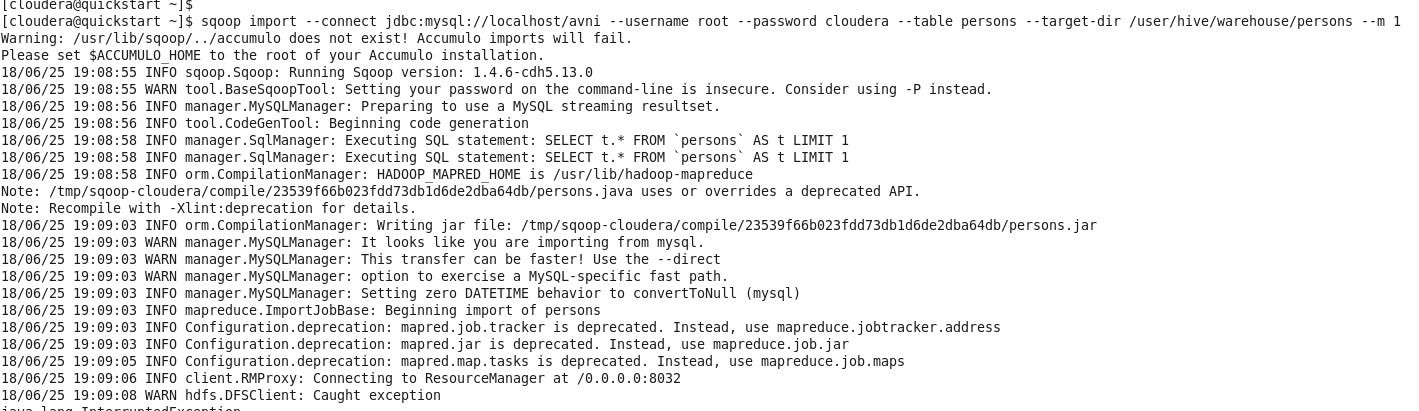 [cloudera@quickstart ~]$
[cloudera@quickstart ~]$ sqoop import --connect jdbc:mysql://localhost/avni --username root --password cloudera --table persons --target-dir /user/hive/warehouse/persons --m 1
Warning: /usr/lib/sqoop/../accumulo does not exist! Accumulo imports will fail.
Please set $ACCUMULO_HOME to the root of your Accumulo installation.
18/06/25 19:08:55 INFO sqoop.Sqoop: Running Sqoop version: 1.4.6-cdh5.13.0
18/06/25 19:08:55 WARN tool.BaseSqoopTool: Setting your password on the command-line is insecure. Consider using -P instead.
18/06/25 19:08:56 INFO manager.MySQLManager: Preparing to use a MySQL streaming resultset.
18/06/25 19:08:56 INFO tool.CodeGenTool: Beginning code generation
18/06/25 19:08:58 INFO manager.SqlManager: Executing SQL statement: SELECT t.* FROM `persons` AS t LIMIT 1
18/06/25 19:08:58 INFO manager.SqlManager: Executing SQL statement: SELECT t.* FROM `persons` AS t LIMIT 1
18/06/25 19:08:58 INFO orm.CompilationManager: HADOOP_MAPRED_HOME is /usr/lib/hadoop-mapreduce
Note: /tmp/sqoop-cloudera/compile/23539f66b023fdd73db1d6de2dba64db/persons.java uses or overrides a deprecated API.
Note: Recompile with -Xlint:deprecation for details.
18/06/25 19:09:03 INFO orm.CompilationManager: Writing jar file: /tmp/sqoop-cloudera/compile/23539f66b023fdd73db1d6de2dba64db/persons.jar
18/06/25 19:09:03 WARN manager.MySQLManager: It looks like you are importing from mysql.
18/06/25 19:09:03 WARN manager.MySQLManager: This transfer can be faster! Use the --direct
18/06/25 19:09:03 WARN manager.MySQLManager: option to exercise a MySQL-specific fast path.
18/06/25 19:09:03 INFO manager.MySQLManager: Setting zero DATETIME behavior to convertToNull (mysql)
18/06/25 19:09:03 INFO mapreduce.ImportJobBase: Beginning import of persons
18/06/25 19:09:03 INFO Configuration.deprecation: mapred.job.tracker is deprecated. Instead, use mapreduce.jobtracker.address
18/06/25 19:09:03 INFO Configuration.deprecation: mapred.jar is deprecated. Instead, use mapreduce.job.jar
18/06/25 19:09:05 INFO Configuration.deprecation: mapred.map.tasks is deprecated. Instead, use mapreduce.job.maps
18/06/25 19:09:06 INFO client.RMProxy: Connecting to ResourceManager at /0.0.0.0:8032
18/06/25 19:09:08 WARN hdfs.DFSClient: Caught exception
java.lang.InterruptedException